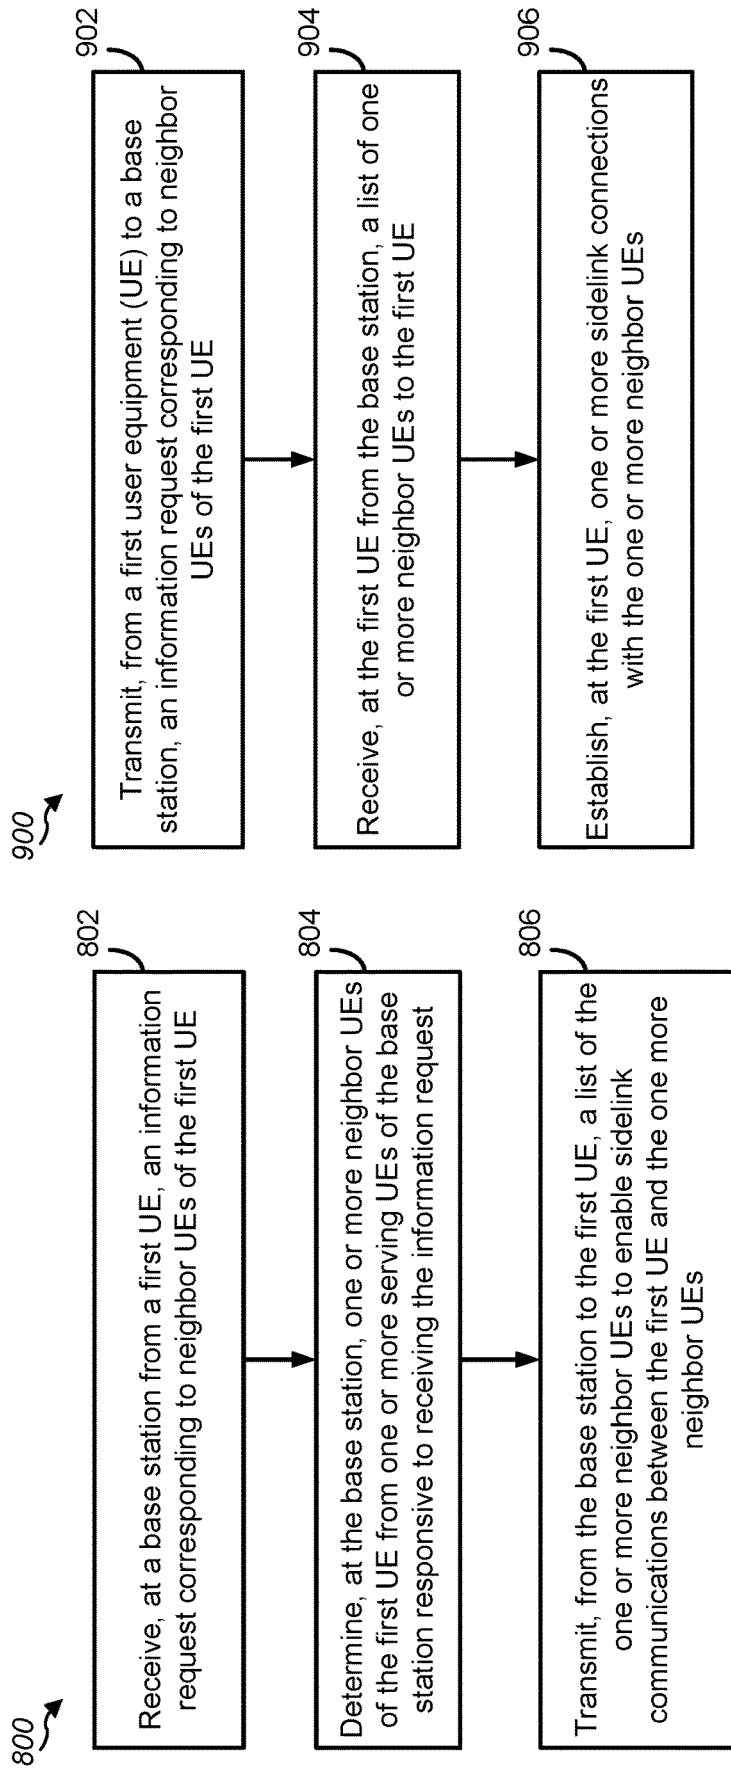 800
802
Receive, at a base station from a first UE, an information
request corresponding to neighbor UEs of the first UE
804
Determine, at the base station, one or more neighbor UEs
of the first UE from one or more serving UEs of the base
station responsive to receiving the information request
806
Transmit, from the base station to the first UE, a list of the
one or more neighbor UEs to enable sidelink
communications between the first UE and the one more
neighbor UEs
900
902
Transmit, from a first user equipment (UE) to a base
station, an information request corresponding to neighbor
UEs of the first UE
904
Receive, at the first UE from the base station, a list of one
or more neighbor UEs to the first UE
906
Establish, at the first UE, one or more sidelink connections
with the one or more neighbor UEs